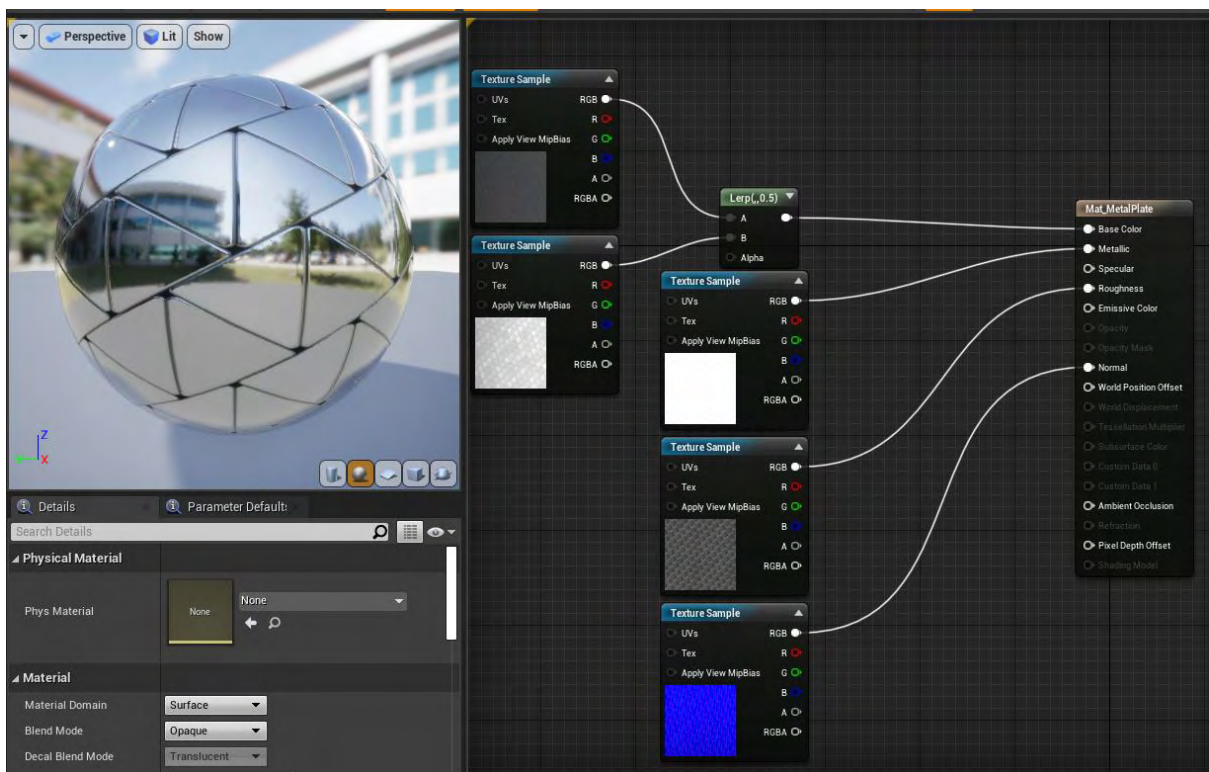 Perspective
Lit
Show
Z
X
Details
Parameter Defaults
Search Details
Physical Material
Phys Material
None
None
Material
Material Domain
Surface
Blend Mode
Opaque
Decal Blend Mode
Translucent
Texture Sample
UVs RGB
Tex R
Apply View MipBias G
B
A
RGBA
Texture Sample
UVs RGB
Tex R
Apply View MipBias G
B
A
RGBA
Lerp(,,0.5)
A
B
Alpha
Texture Sample
UVs RGB
Tex R
Apply View MipBias G
B
A
RGBA
Texture Sample
UVs RGB
Tex R
Apply View MipBias G
B
A
RGBA
Texture Sample
UVs RGB
Tex R
Apply View MipBias G
B
A
RGBA
Mat_MetalPlate
Base Color
Metallic
Specular
Roughness
Emissive Color
Opacity
Opacity Mask
Normal
World Position Offset
World Displacement
Tessellation Multiplier
Subsurface Color
Custom Data 0
Custom Data 1
Ambient Occlusion
Refraction
Pixel Depth Offset
Shading Model